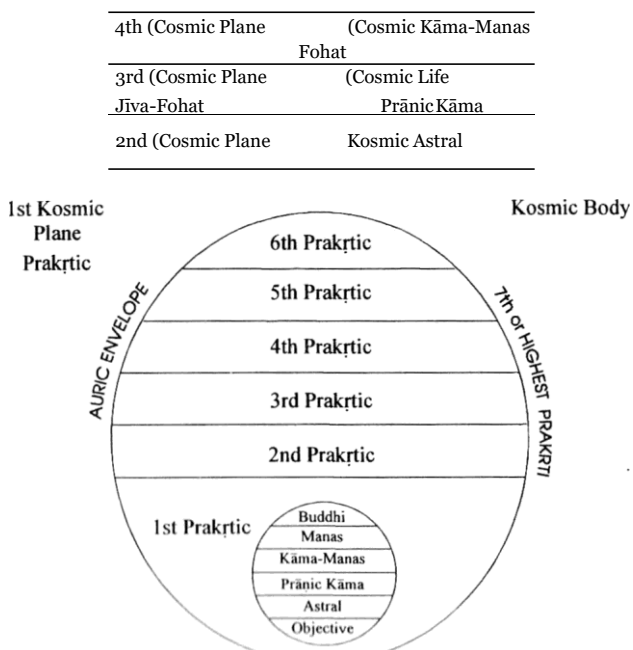 4th (Cosmic Plane (Cosmic Kāma-Manas
Fohat
3rd (Cosmic Plane (Cosmic Life
Jīva-Fohat Prānic Kāma
2nd (Cosmic Plane Kosmic Astral
1st Kosmic
Plane
Prakṛtic
Kosmic Body
AURIC ENVELOPE
7th or HIGHEST PRAKRTI
6th Prakṛtic
5th Prakṛtic
4th Prakṛtic
3rd Prakṛtic
2nd Prakṛtic
1st Prakṛtic
Buddhi
Manas
Kāma-Manas
Prānic Kāma
Astral
Objective